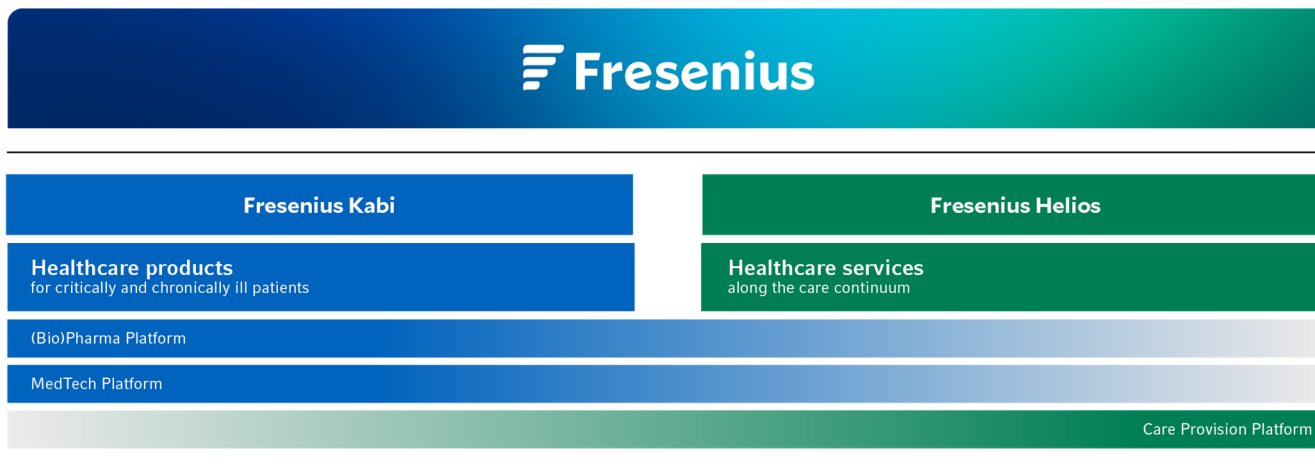 Fresenius
Fresenius Kabi
Fresenius Helios
Healthcare products
for critically and chronically ill patients
Healthcare services
along the care continuum
(Bio)Pharma Platform
MedTech Platform
Care Provision Platform